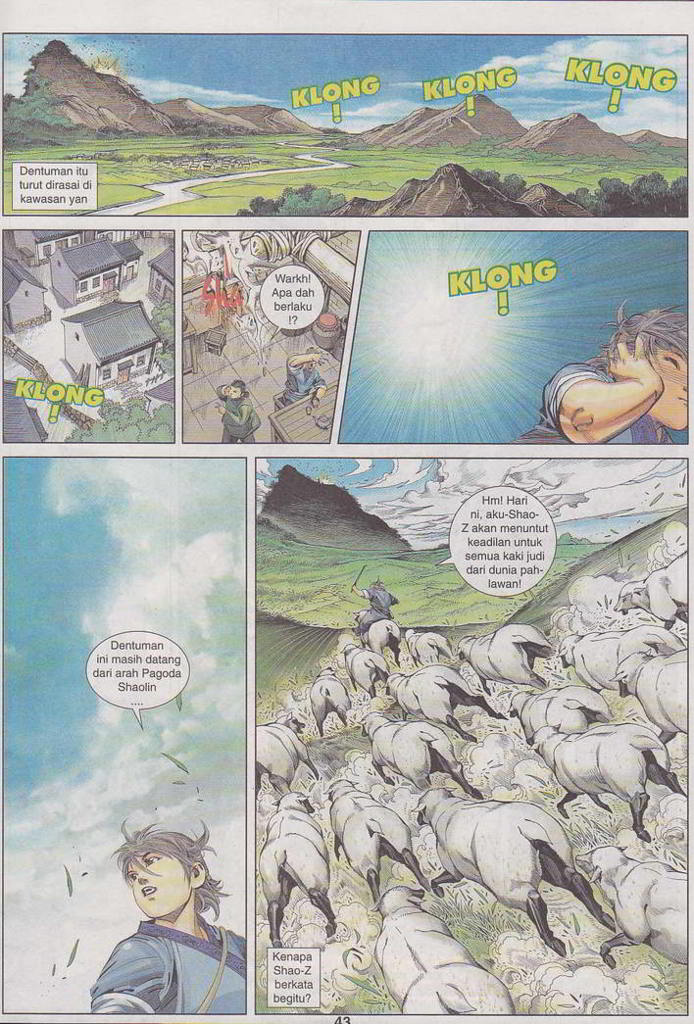 KLONG
!
KLONG
!
KLONG
!
Dentuman itu
turut dirasai di
kawasan yan
KLONG
!
Warkh!
Apa dah
berlaku
!?
KLONG
!
Dentuman
ini masih datang
dari arah Pagoda
Shaolin
....
Hm! Hari
ni, aku-Shao-
Z akan menuntut
keadilan untuk
semua kaki judi
dari dunia pah-
lawan!
Kenapa
Shao-Z
berkata
begitu?
43